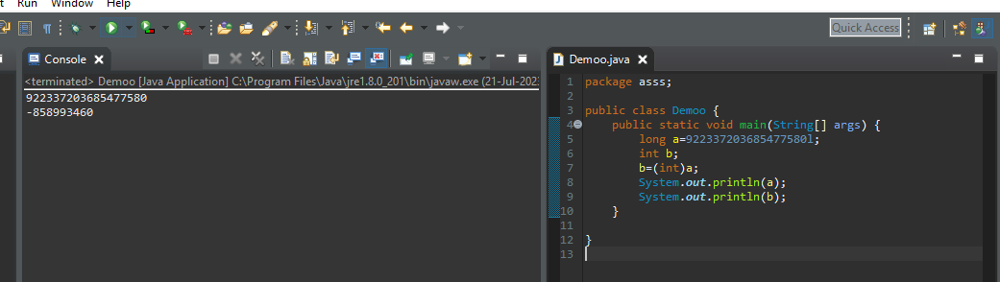 t Run Window Help
Quick Access
Console
<terminated> Demoo [Java Application] C:\Program Files\Java\jre1.8.0_201\bin\javaw.exe (21-Jul-202
922337203685477580
-858993460
Demoo.java
1 package asss;
2
3 public class Demoo {
4 public static void main(String[] args) {
5 long a=922337203685477580l;
6 int b;
7 b=(int)a;
8 System.out.println(a);
9 System.out.println(b);
10 }
11
12 }
13